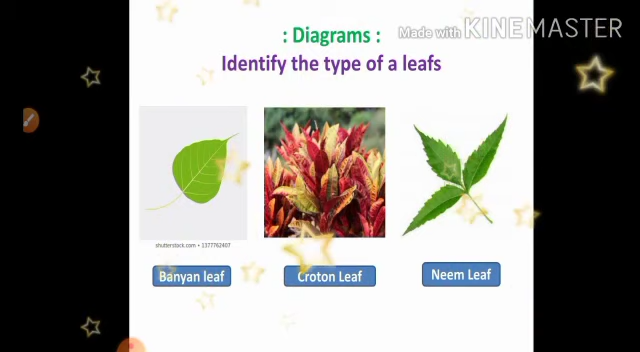 : Diagrams :
Made with KINEMASTER
Identify the type of a leafs
shutterstock.com • 1377762407
Banyan leaf
Croton Leaf
Neem Leaf